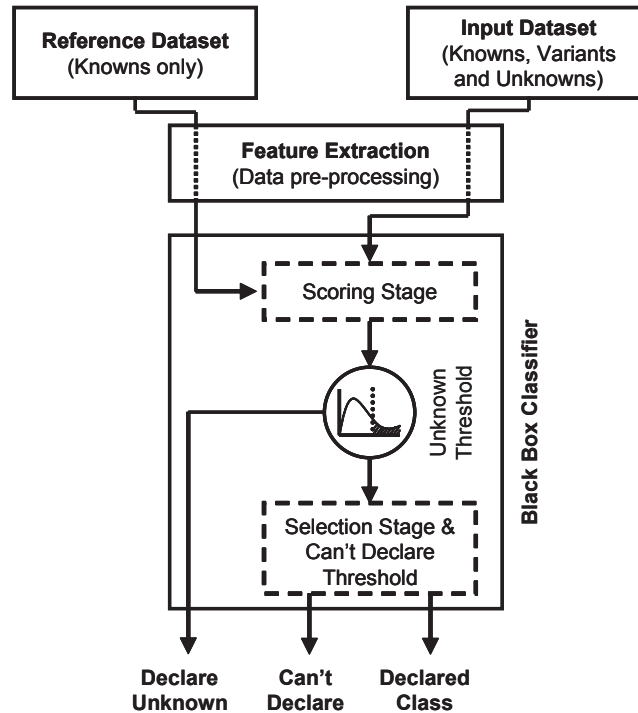 Reference Dataset
(Knowns only)
Input Dataset
(Knowns, Variants
and Unknowns)
Feature Extraction
(Data pre-processing)
Scoring Stage
Unknown
Threshold
Black Box Classifier
Selection Stage &
Can't Declare
Threshold
Declare
Unknown
Can't
Declare
Declared
Class